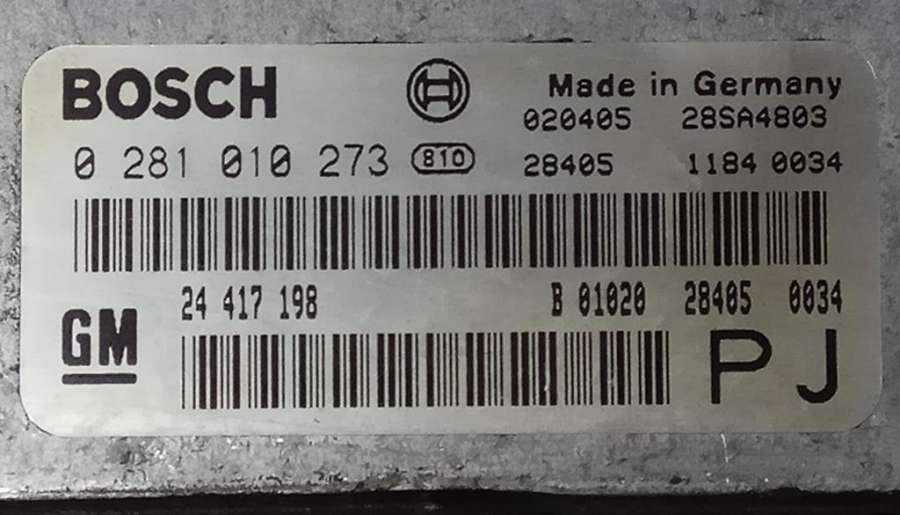 BOSCH Made in Germany
020405 28SA4803
0 281 010 273 810 28405 1184 0034
24 417 198 B 01020 28405 0034
GM PJ